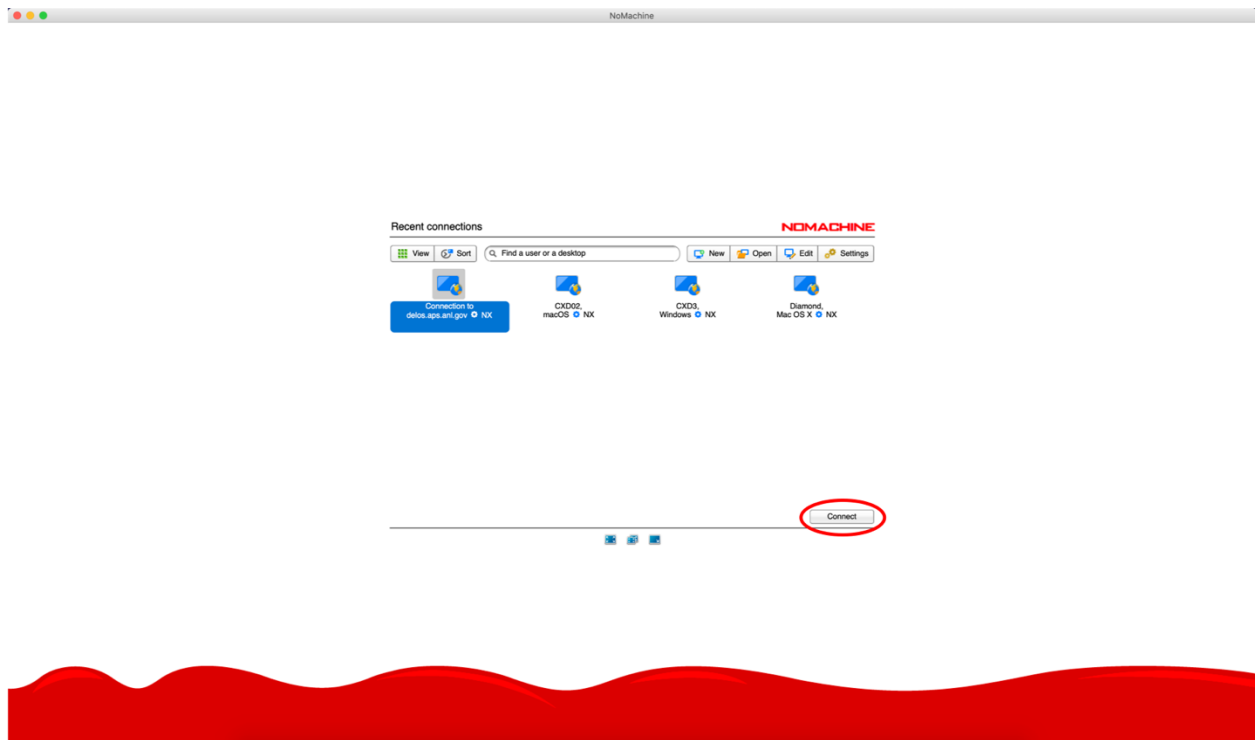 NoMachine
Recent connections
NOMACHINE
View Sort Find a user or a desktop New Open Edit Settings
Connection to
delos.aps.anl.gov NX
CXD02,
macOS NX
CXD3,
Windows NX
Diamond,
Mac OS X NX
Connect